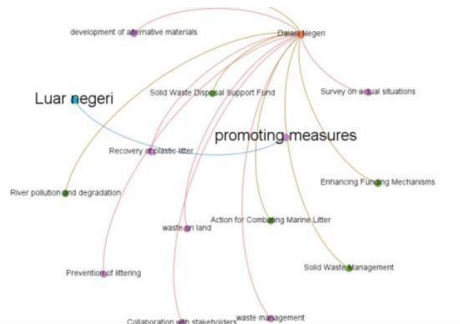 development of alternative materials
Dalam Negeri
Luar negeri
Solid Waste Disposal Support Fund
Survey on actual situations
promoting measures
Recovery of plastic litter
Enhancing Funding Mechanisms
River pollution and degradation
Action for Combating Marine Litter
waste on land
Solid Waste Management
Prevention of littering
Collaboration with stakeholders
waste management